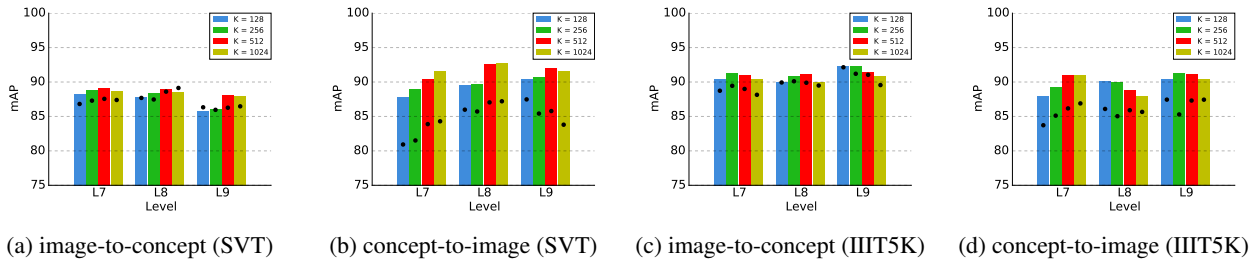 100
95
90
85
80
75
mAP
L7 L8 L9
Level
K = 128
K = 256
K = 512
K = 1024
(a) image-to-concept (SVT)
100
95
90
85
80
75
mAP
L7 L8 L9
Level
K = 128
K = 256
K = 512
K = 1024
(b) concept-to-image (SVT)
100
95
90
85
80
75
mAP
L7 L8 L9
Level
K = 128
K = 256
K = 512
K = 1024
(c) image-to-concept (IIIT5K)
100
95
90
85
80
75
mAP
L7 L8 L9
Level
K = 128
K = 256
K = 512
K = 1024
(d) concept-to-image (IIIT5K)